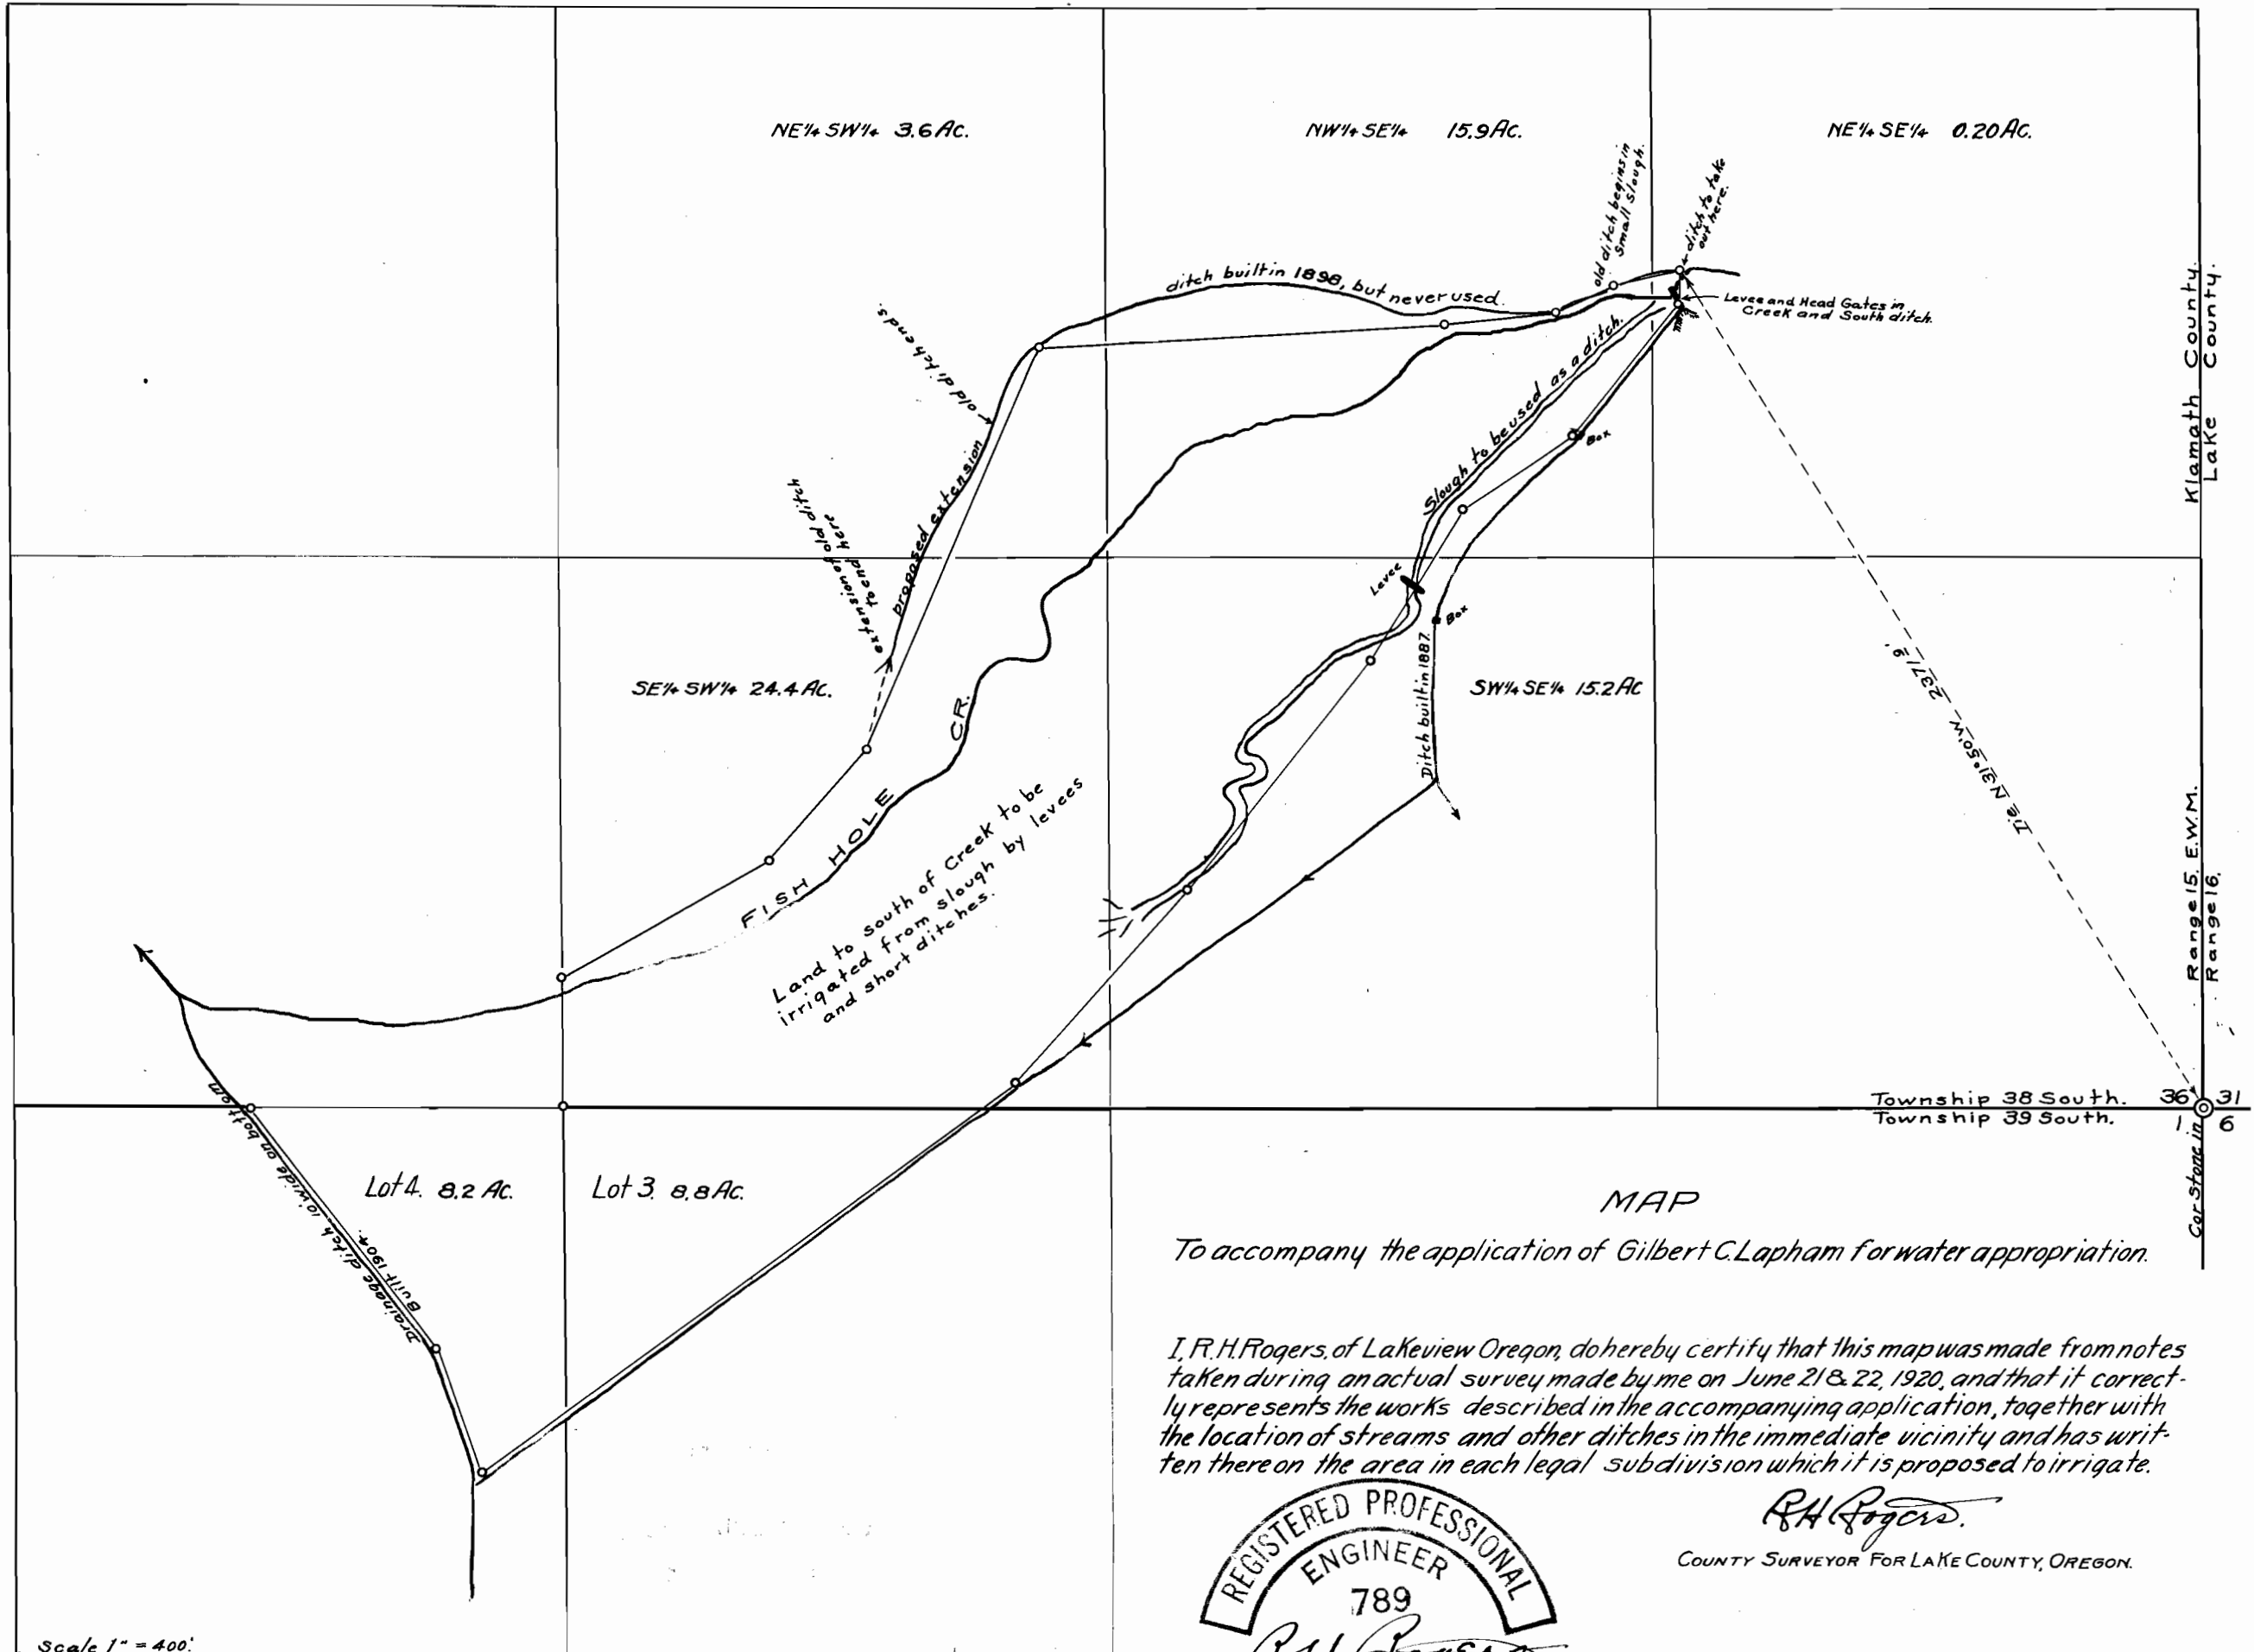 NE¼ SW¼ 3.6 Ac.
NW¼ SE¼ 15.9 Ac.
NE¼ SE¼ 0.20 Ac.
old ditch begins in
small slough.
ditch to take
out here.
ditch built in 1898, but never used.
Levee and Head Gates in
Creek and South ditch.
old ditch ends.
proposed extension
extension of old ditch
to end here
Slough to be used as a ditch.
Box
Levee
Box
Ditch built in 1887.
Klamath County.
Lake County.
SE¼ SW¼ 24.4 Ac.
SW¼ SE¼ 15.2 Ac
FISH HOLE CR.
Land to south of Creek to be
irrigated from slough by levees
and short ditches.
Tie N31°50'W 2371.9'
Range 15. E.W.M.
Range 16.
Township 38 South. 36 31
Township 39 South. 1. 6
Cor Stone in
Drainage ditch 10' wide on bottom
Built 1904.
Lot 4. 8.2 Ac.
Lot 3. 8.8 Ac.
MAP
To accompany the application of Gilbert C. Lapham for water appropriation.
I, R.H. Rogers, of Lakeview Oregon, do hereby certify that this map was made from notes
taken during an actual survey made by me on June 21 & 22, 1920, and that it correct-
ly represents the works described in the accompanying application, together with
the location of streams and other ditches in the immediate vicinity and has writ-
ten thereon the area in each legal subdivision which it is proposed to irrigate.
RH Rogers.
COUNTY SURVEYOR FOR LAKE COUNTY, OREGON.
REGISTERED PROFESSIONAL
ENGINEER
789
RH Rogers
Scale 1" = 400'.